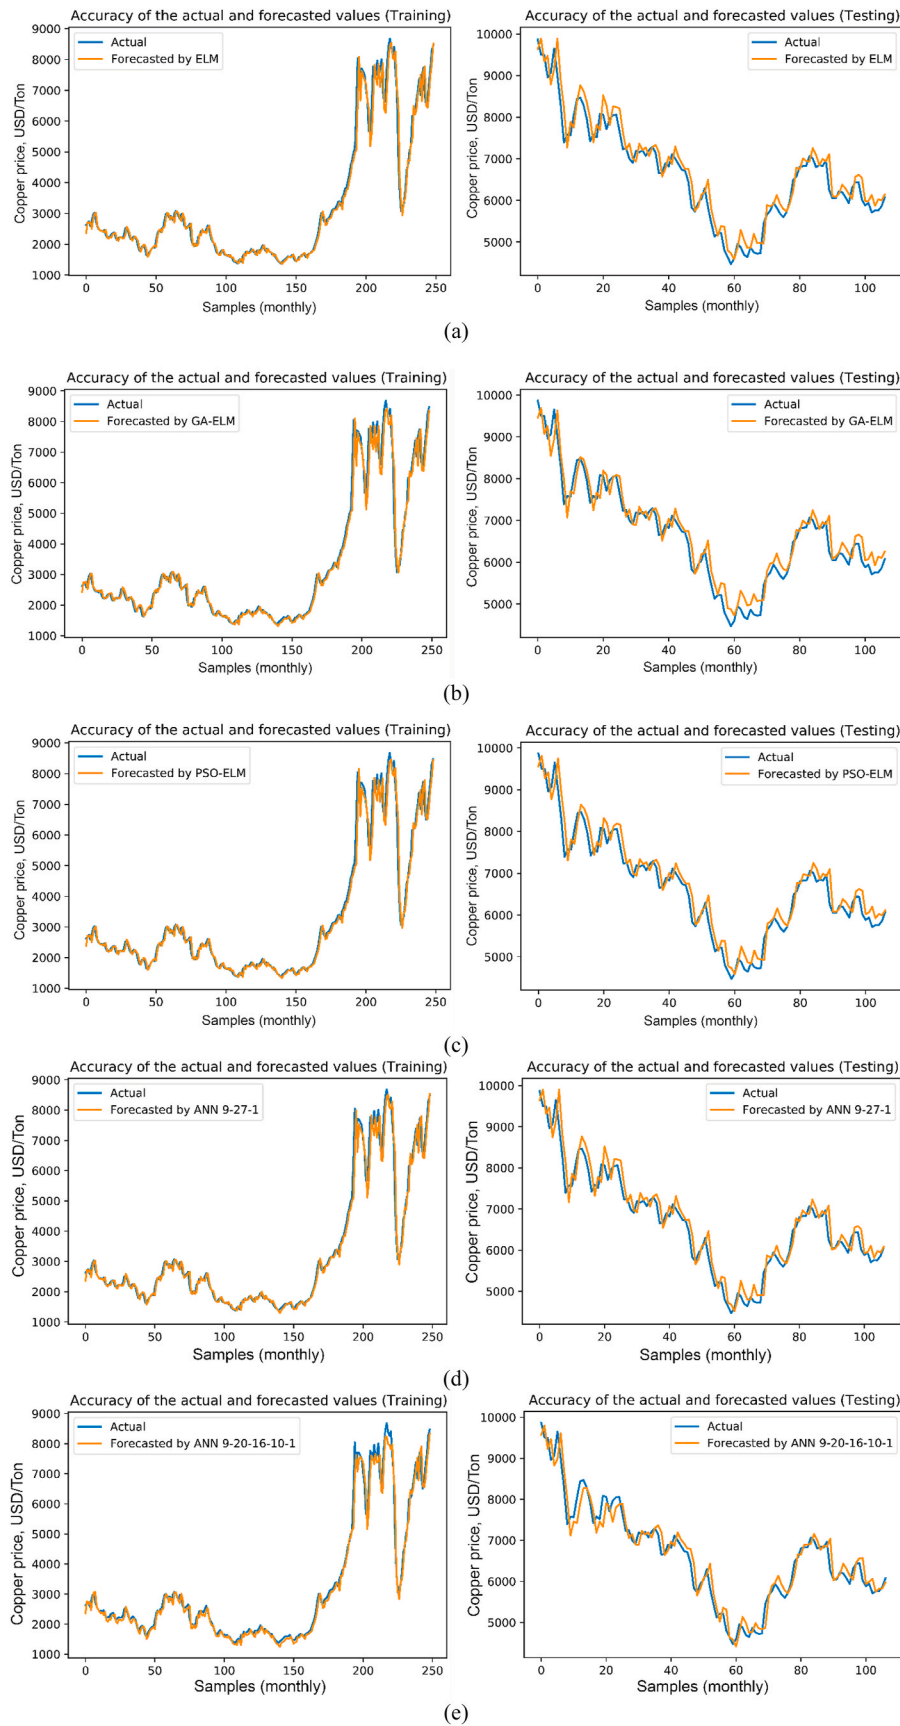 Accuracy of the actual and forecasted values (Training)
Accuracy of the actual and forecasted values (Testing)
9000
8000
7000
6000
5000
4000
3000
2000
1000
Copper price, USD/Ton
Actual
Forecasted by ELM
0 50 100 150 200 250
Samples (monthly)
10000
9000
8000
7000
6000
5000
Copper price, USD/Ton
Actual
Forecasted by ELM
0 20 40 60 80 100
Samples (monthly)
(a)
Accuracy of the actual and forecasted values (Training)
Accuracy of the actual and forecasted values (Testing)
9000
8000
7000
6000
5000
4000
3000
2000
1000
Copper price, USD/Ton
Actual
Forecasted by GA-ELM
0 50 100 150 200 250
Samples (monthly)
10000
9000
8000
7000
6000
5000
Copper price, USD/Ton
Actual
Forecasted by GA-ELM
0 20 40 60 80 100
Samples (monthly)
(b)
Accuracy of the actual and forecasted values (Training)
Accuracy of the actual and forecasted values (Testing)
9000
8000
7000
6000
5000
4000
3000
2000
1000
Copper price, USD/Ton
Actual
Forecasted by PSO-ELM
0 50 100 150 200 250
Samples (monthly)
10000
9000
8000
7000
6000
5000
Copper price, USD/Ton
Actual
Forecasted by PSO-ELM
0 20 40 60 80 100
Samples (monthly)
(c)
Accuracy of the actual and forecasted values (Training)
Accuracy of the actual and forecasted values (Testing)
9000
8000
7000
6000
5000
4000
3000
2000
1000
Copper price, USD/Ton
Actual
Forecasted by ANN 9-27-1
0 50 100 150 200 250
Samples (monthly)
10000
9000
8000
7000
6000
5000
Copper price, USD/Ton
Actual
Forecasted by ANN 9-27-1
0 20 40 60 80 100
Samples (monthly)
(d)
Accuracy of the actual and forecasted values (Training)
Accuracy of the actual and forecasted values (Testing)
9000
8000
7000
6000
5000
4000
3000
2000
1000
Copper price, USD/Ton
Actual
Forecasted by ANN 9-20-16-10-1
0 50 100 150 200 250
Samples (monthly)
10000
9000
8000
7000
6000
5000
Copper price, USD/Ton
Actual
Forecasted by ANN 9-20-16-10-1
0 20 40 60 80 100
Samples (monthly)
(e)